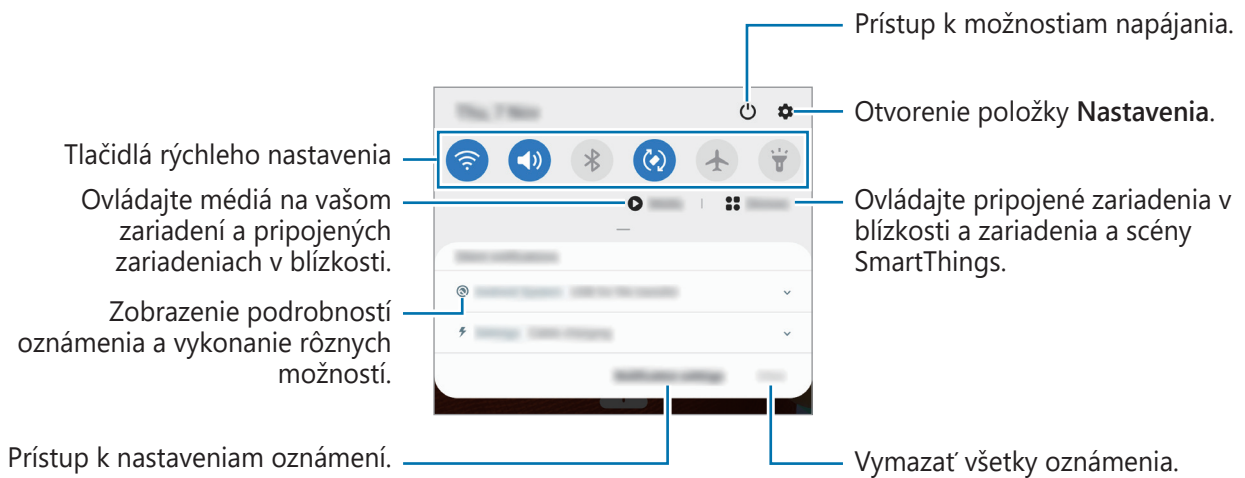 Prístup k možnostiam napájania.
Otvorenie položky Nastavenia.
Tlačidlá rýchleho nastavenia
Ovládajte médiá na vašom
zariadení a pripojených
zariadeniach v blízkosti.
Ovládajte pripojené zariadenia v
blízkosti a zariadenia a scény
SmartThings.
Zobrazenie podrobností
oznámenia a vykonanie rôznych
možností.
Prístup k nastaveniam oznámení.
Vymazať všetky oznámenia.